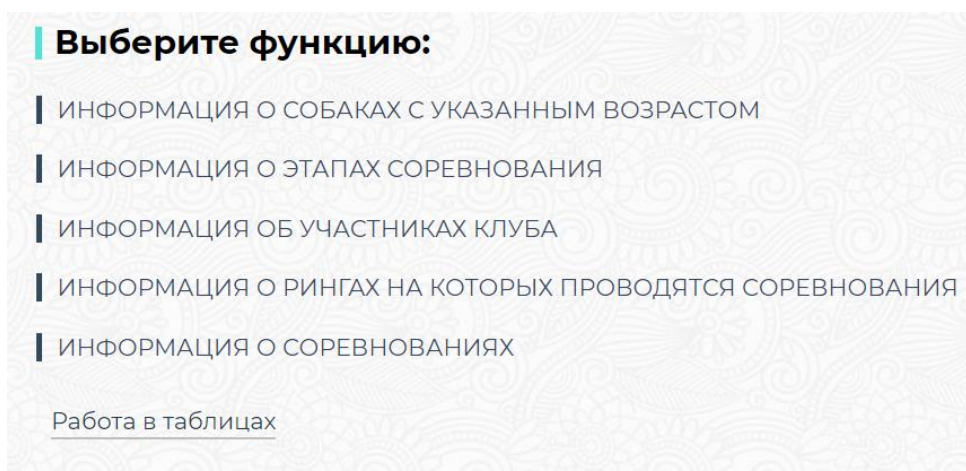 Выберите функцию:
ИНФОРМАЦИЯ О СОБАКАХ С УКАЗАННЫМ ВОЗРАСТОМ
ИНФОРМАЦИЯ О ЭТАПАХ СОРЕВНОВАНИЯ
ИНФОРМАЦИЯ ОБ УЧАСТНИКАХ КЛУБА
ИНФОРМАЦИЯ О РИНГАХ НА КОТОРЫХ ПРОВОДЯТСЯ СОРЕВНОВАНИЯ
ИНФОРМАЦИЯ О СОРЕВНОВАНИЯХ
Работа в таблицах